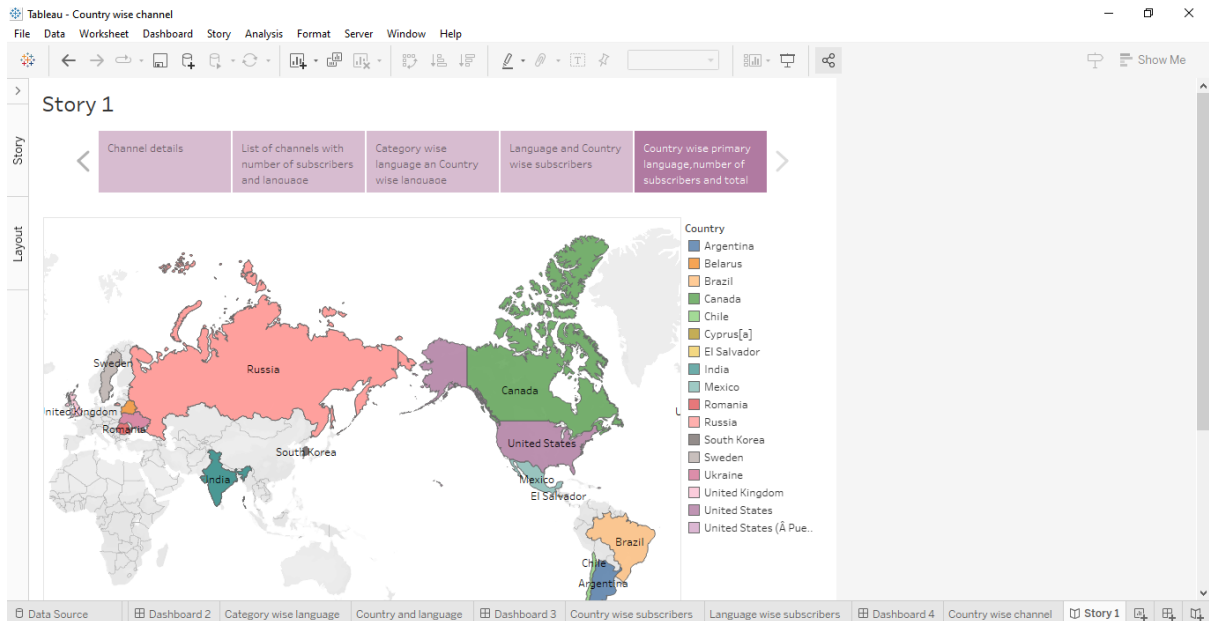 Tableau - Country wise channel
File Data Worksheet Dashboard Story Analysis Format Server Window Help
Show Me
Story 1
Story
Layout
Channel details
List of channels with
number of subscribers
and language
Category wise
language an Country
wise language
Language and Country
wise subscribers
Country wise primary
language,number of
subscribers and total
Sweden
Russia
Canada
nited Kingdom
Romania
South Korea
United States
India
Mexico
El Salvador
Brazil
Chile
Argentina
U
Country
Argentina
Belarus
Brazil
Canada
Chile
Cyprus[a]
El Salvador
India
Mexico
Romania
Russia
South Korea
Sweden
Ukraine
United Kingdom
United States
United States (Â Pue..
Data Source Dashboard 2 Category wise language Country and language Dashboard 3 Country wise subscribers Language wise subscribers Dashboard 4 Country wise channel Story 1